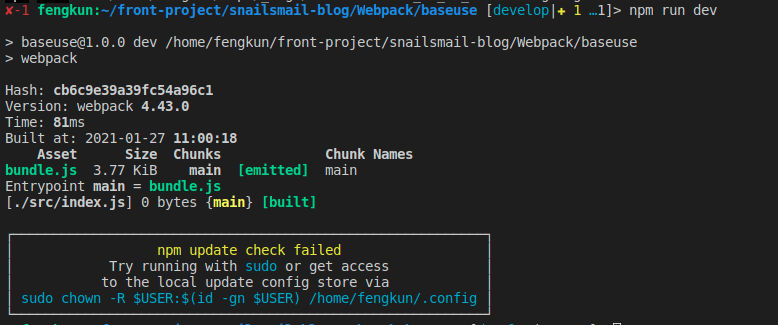 ✘-1 fengkun:~/front-project/snailsmail-blog/Webpack/baseuse [develop|✚ 1 …1]> npm run dev
> baseuse@1.0.0 dev /home/fengkun/front-project/snailsmail-blog/Webpack/baseuse
> webpack
Hash: cb6c9e39a39fc54a96c1
Version: webpack 4.43.0
Time: 81ms
Built at: 2021-01-27 11:00:18
Asset Size Chunks Chunk Names
bundle.js 3.77 KiB main [emitted] main
Entrypoint main = bundle.js
[./src/index.js] 0 bytes {main} [built]
npm update check failed
Try running with sudo or get access
to the local update config store via
sudo chown -R $USER:$(id -gn $USER) /home/fengkun/.config